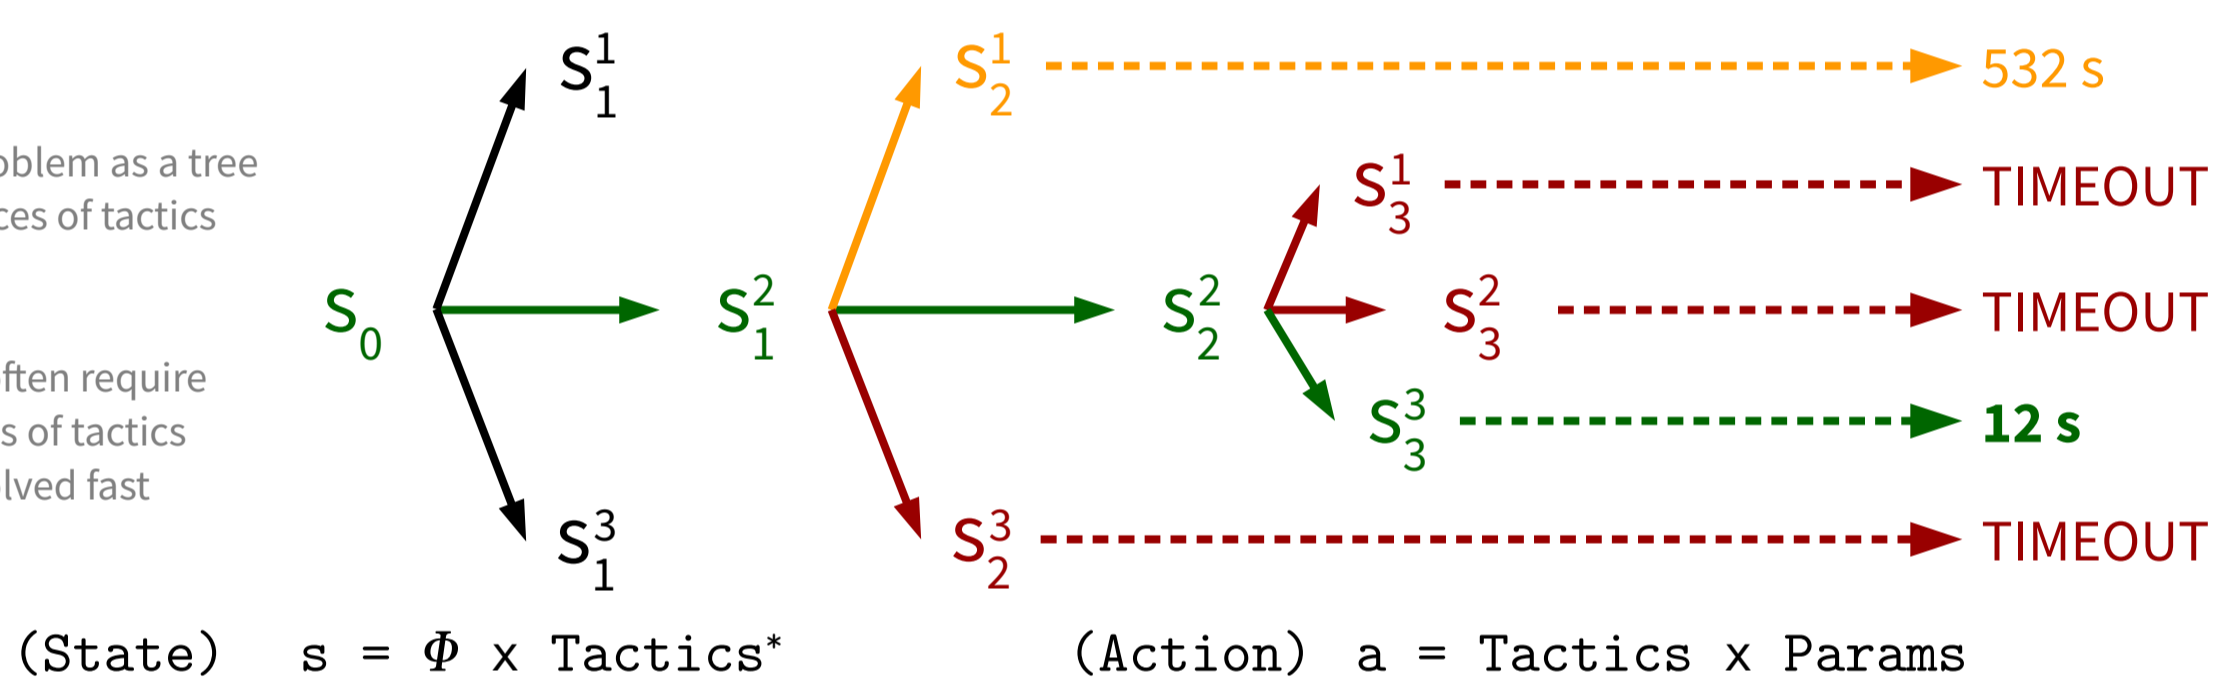 S₂¹ 532 s
S₁¹
oblem as a tree
S₃¹ TIMEOUT
ces of tactics
S₀ S₁² S₂² S₃² TIMEOUT
ften require
S₃³ 12 s
s of tactics
lved fast
S₁³ S₂³ TIMEOUT
(State) s = Φ x Tactics* (Action) a = Tactics x Params